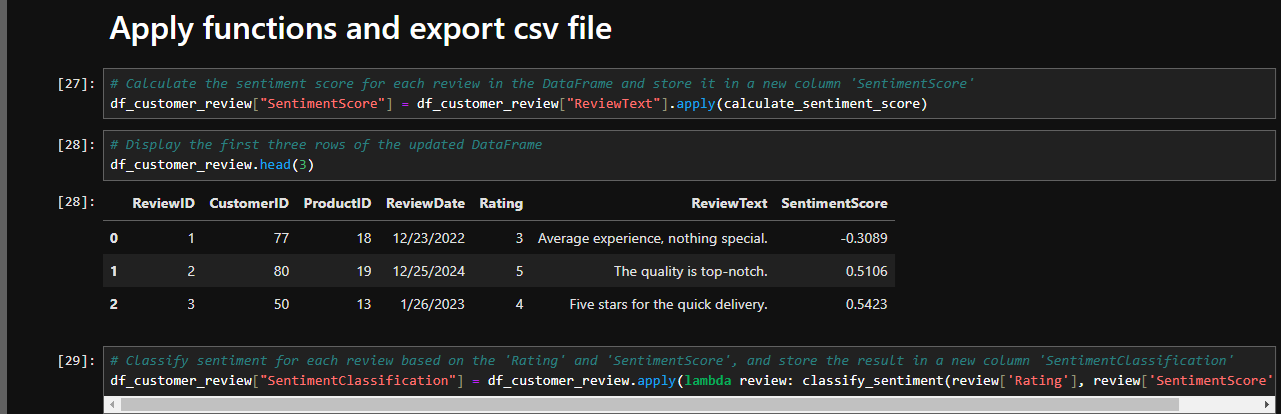 Apply functions and export csv file
[27]: # Calculate the sentiment score for each review in the DataFrame and store it in a new column 'SentimentScore'
df_customer_review["SentimentScore"] = df_customer_review["ReviewText"].apply(calculate_sentiment_score)
[28]: # Display the first three rows of the updated DataFrame
df_customer_review.head(3)
[28]: ReviewID CustomerID ProductID ReviewDate Rating ReviewText SentimentScore
0 1 77 18 12/23/2022 3 Average experience, nothing special. -0.3089
1 2 80 19 12/25/2024 5 The quality is top-notch. 0.5106
2 3 50 13 1/26/2023 4 Five stars for the quick delivery. 0.5423
[29]: # Classify sentiment for each review based on the 'Rating' and 'SentimentScore', and store the result in a new column 'SentimentClassification'
df_customer_review["SentimentClassification"] = df_customer_review.apply(lambda review: classify_sentiment(review['Rating'], review['SentimentScore'